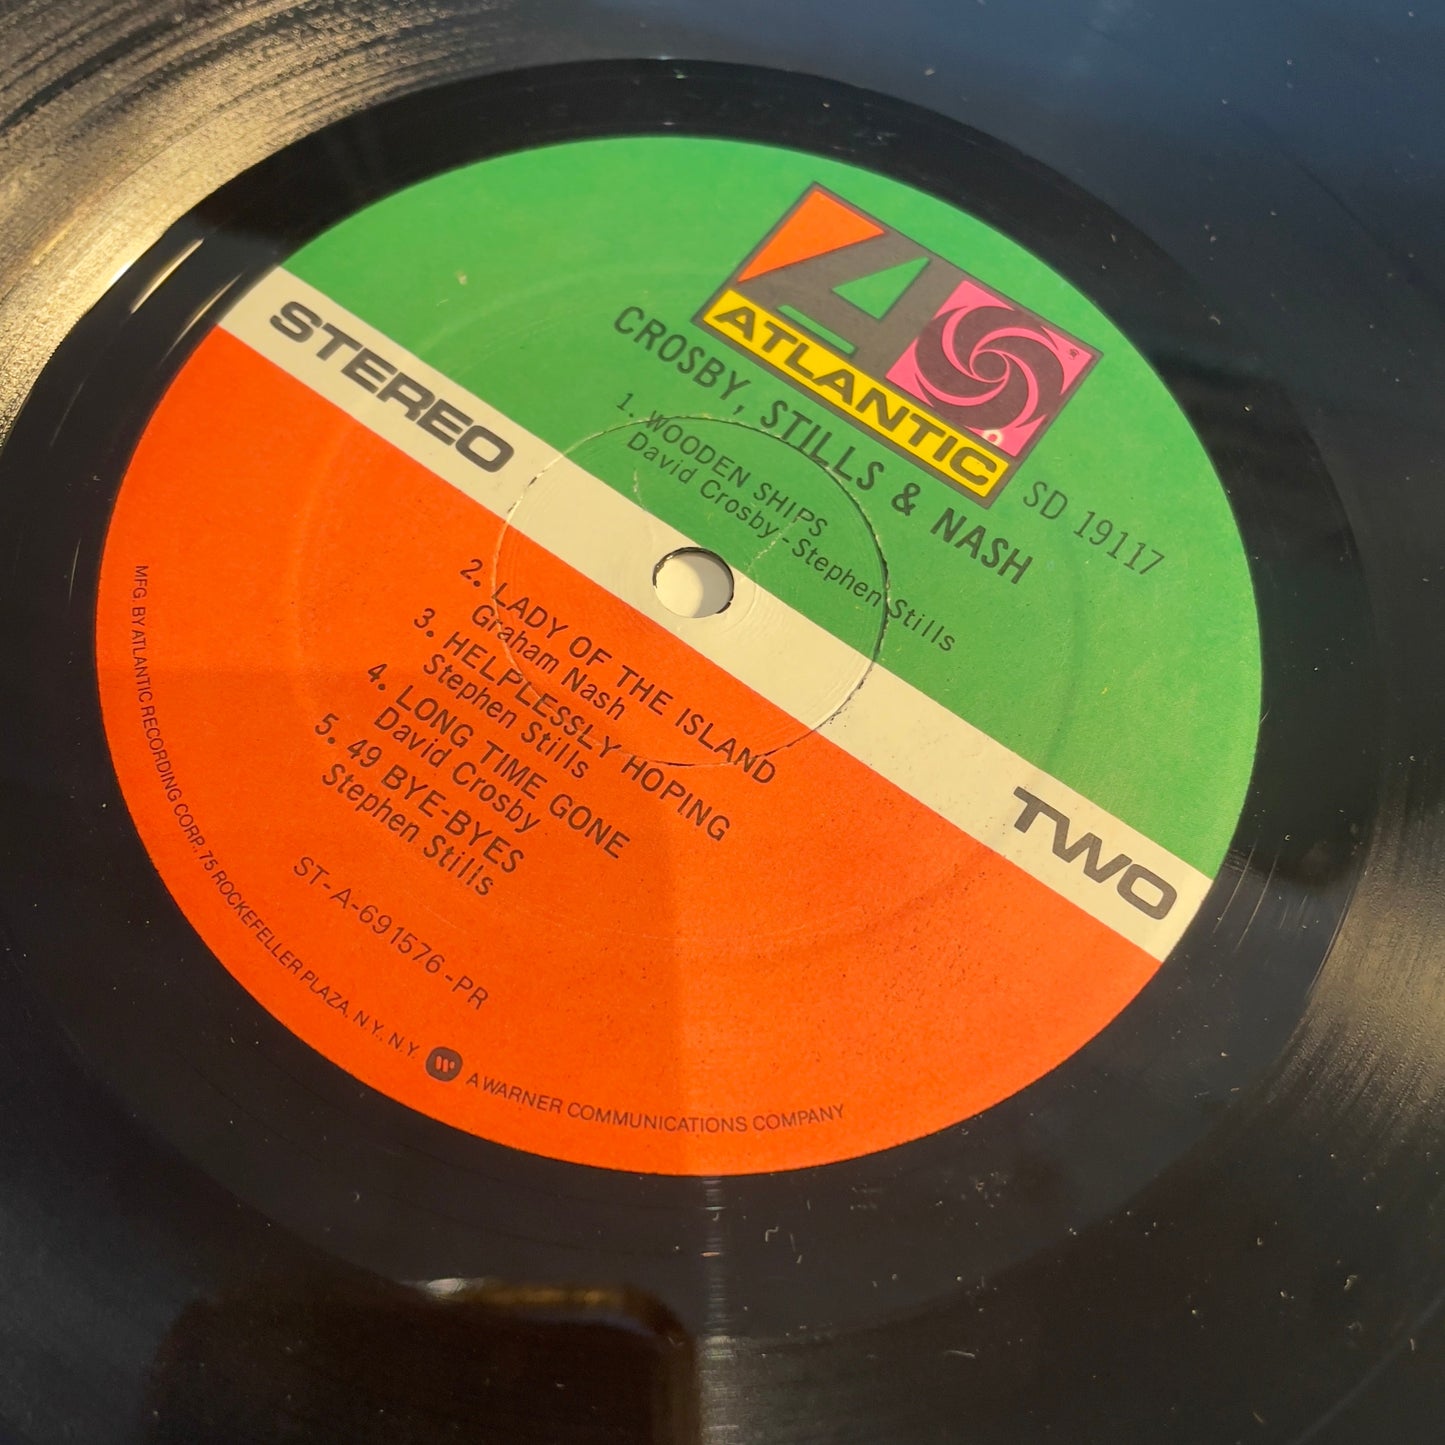 ATLANTIC
SD 19117
CROSBY, STILLS & NASH
1. WOODEN SHIPS
David Crosby-Stephen Stills
STEREO
TWO
2. LADY OF THE ISLAND
Graham Nash
3. HELPLESSLY HOPING
Stephen Stills
4. LONG TIME GONE
David Crosby
5. 49 BYE-BYES
Stephen Stills
ST-A-691576-PR
MFG. BY ATLANTIC RECORDING CORP. 75 ROCKEFELLER PLAZA, N.Y., N.Y. W A WARNER COMMUNICATIONS COMPANY